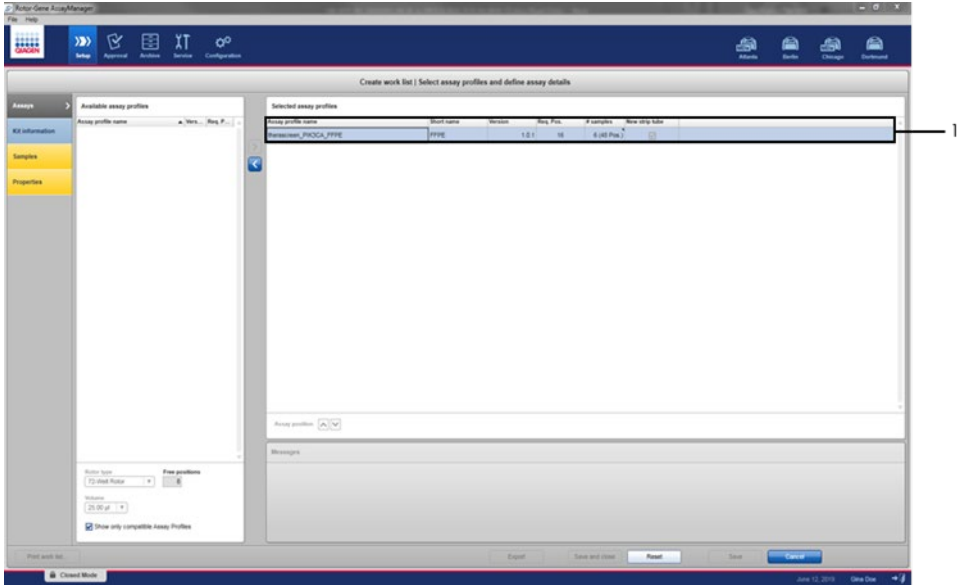 Rotor-Gene AssayManager
File Help
QIAGEN
Setup Approval Archive Service Configuration Atlanta Berlin Chicago Dortmund
Create work list | Select assay profiles and define assay details
Assays
Kit information
Samples
Properties
Available assay profiles
Assay profile name Vers... Req. P...
Selected assay profiles
Assay profile name Short name Version Req. Pos. # samples New strip tube
therascreen_PIK3CA_FFPE FFPE 1.0.1 16 6 (48 Pos.)
1
Assay position
Messages
Rotor type Free positions
72-Well Rotor 8
Volume
25.00 µl
Show only compatible Assay Profiles
Print work list Export Save and close Reset Save Cancel
Closed Mode June 12, 2019 Gina Doe